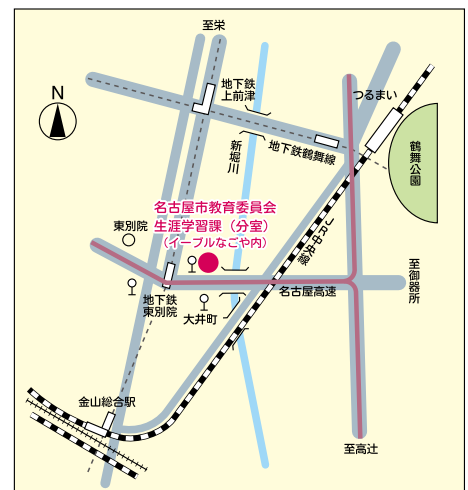 至栄
地下鉄
上前津
つるまい
N
新堀川
地下鉄鶴舞線
鶴舞公園
名古屋市教育委員会
生涯学習課（分室）
（イーブルなごや内）
東別院
JR中央線
至御器所
名古屋高速
地下鉄
東別院
大井町
金山総合駅
至高辻